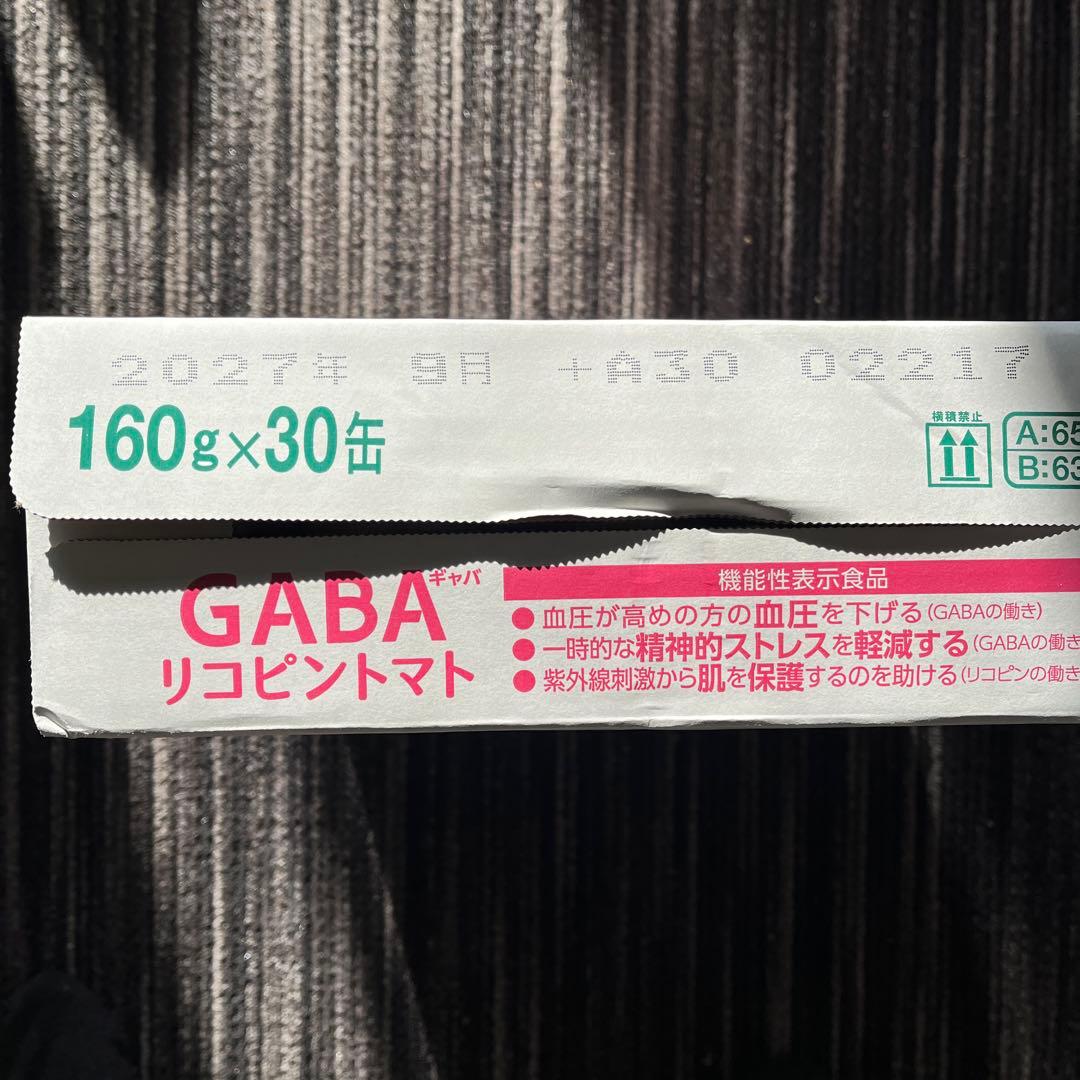 2027年 9月 +A30 02217
160g×30缶
横積禁止
A:65
B:63
GABA
ギャバ
リコピントマト
機能性表示食品
●血圧が高めの方の血圧を下げる(GABAの働き)
●一時的な精神的ストレスを軽減する(GABAの働き
●紫外線刺激から肌を保護するのを助ける(リコピンの働き